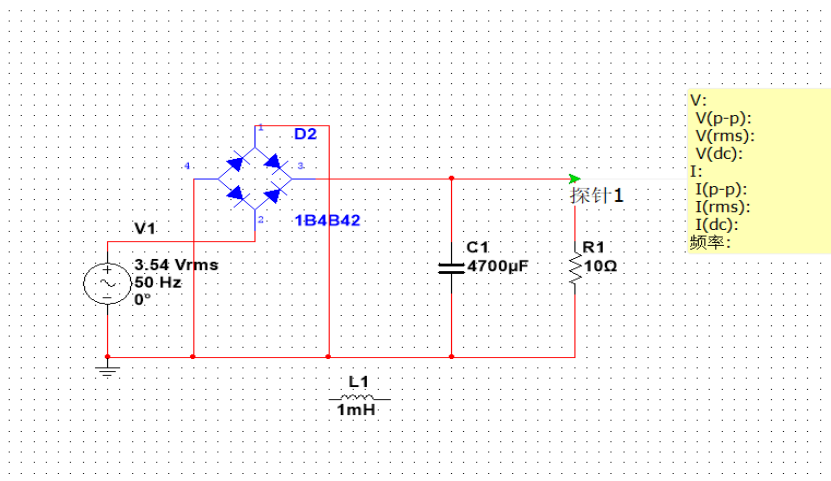 1
D2
4
3
2
1B4B42
V1
3.54 Vrms
50 Hz
0°
C1
4700µF
探针1
R1
10Ω
L1
1mH
V:
V(p-p):
V(rms):
V(dc):
I:
I(p-p):
I(rms):
I(dc):
频率: